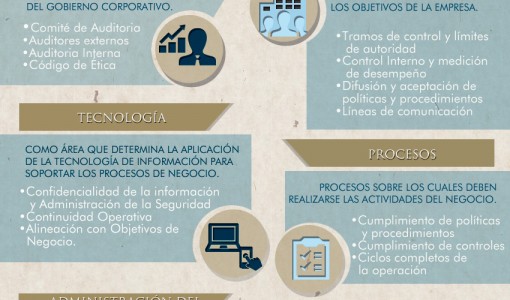 DEL GOBIERNO CORPORATIVO.
•Comité de Auditoria
•Auditores externos
•Auditoria Interna
•Código de Ética
LOS OBJETIVOS DE LA EMPRESA.
•Tramos de control y límites
de autoridad
•Control Interno y medición
de desempeño
•Difusión y aceptación de
políticas y procedimientos
•Líneas de comunicación
TECNOLOGÍA
COMO ÁREA QUE DETERMINA LA APLICACIÓN
DE LA TECNOLOGÍA DE INFORMACIÓN PARA
SOPORTAR LOS PROCESOS DE NEGOCIO.
•Confidencialidad de la información
y Administración de la Seguridad
•Continuidad Operativa
•Alineación con Objetivos de
Negocio.
PROCESOS
PROCESOS SOBRE LOS CUALES DEBEN
REALIZARSE LAS ACTIVIDADES DEL NEGOCIO.
•Cumplimiento de políticas
y procedimientos
•Cumplimiento de controles
•Ciclos completos de
la operación
ADMINISTRACIÓN DEL